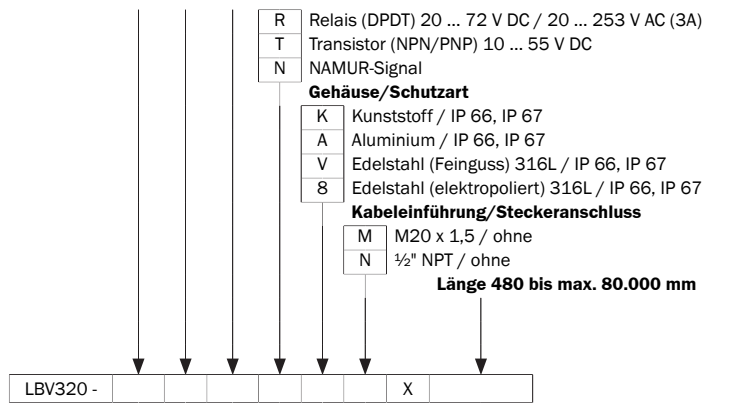 R Relais (DPDT) 20 ... 72 V DC / 20 ... 253 V AC (3A)
T Transistor (NPN/PNP) 10 ... 55 V DC
N NAMUR-Signal
Gehäuse/Schutzart
K Kunststoff / IP 66, IP 67
A Aluminium / IP 66, IP 67
V Edelstahl (Feinguss) 316L / IP 66, IP 67
8 Edelstahl (elektropoliert) 316L / IP 66, IP 67
Kabeleinführung/Steckeranschluss
M M20 x 1,5 / ohne
N ½" NPT / ohne
Länge 480 bis max. 80.000 mm
LBV320 - X